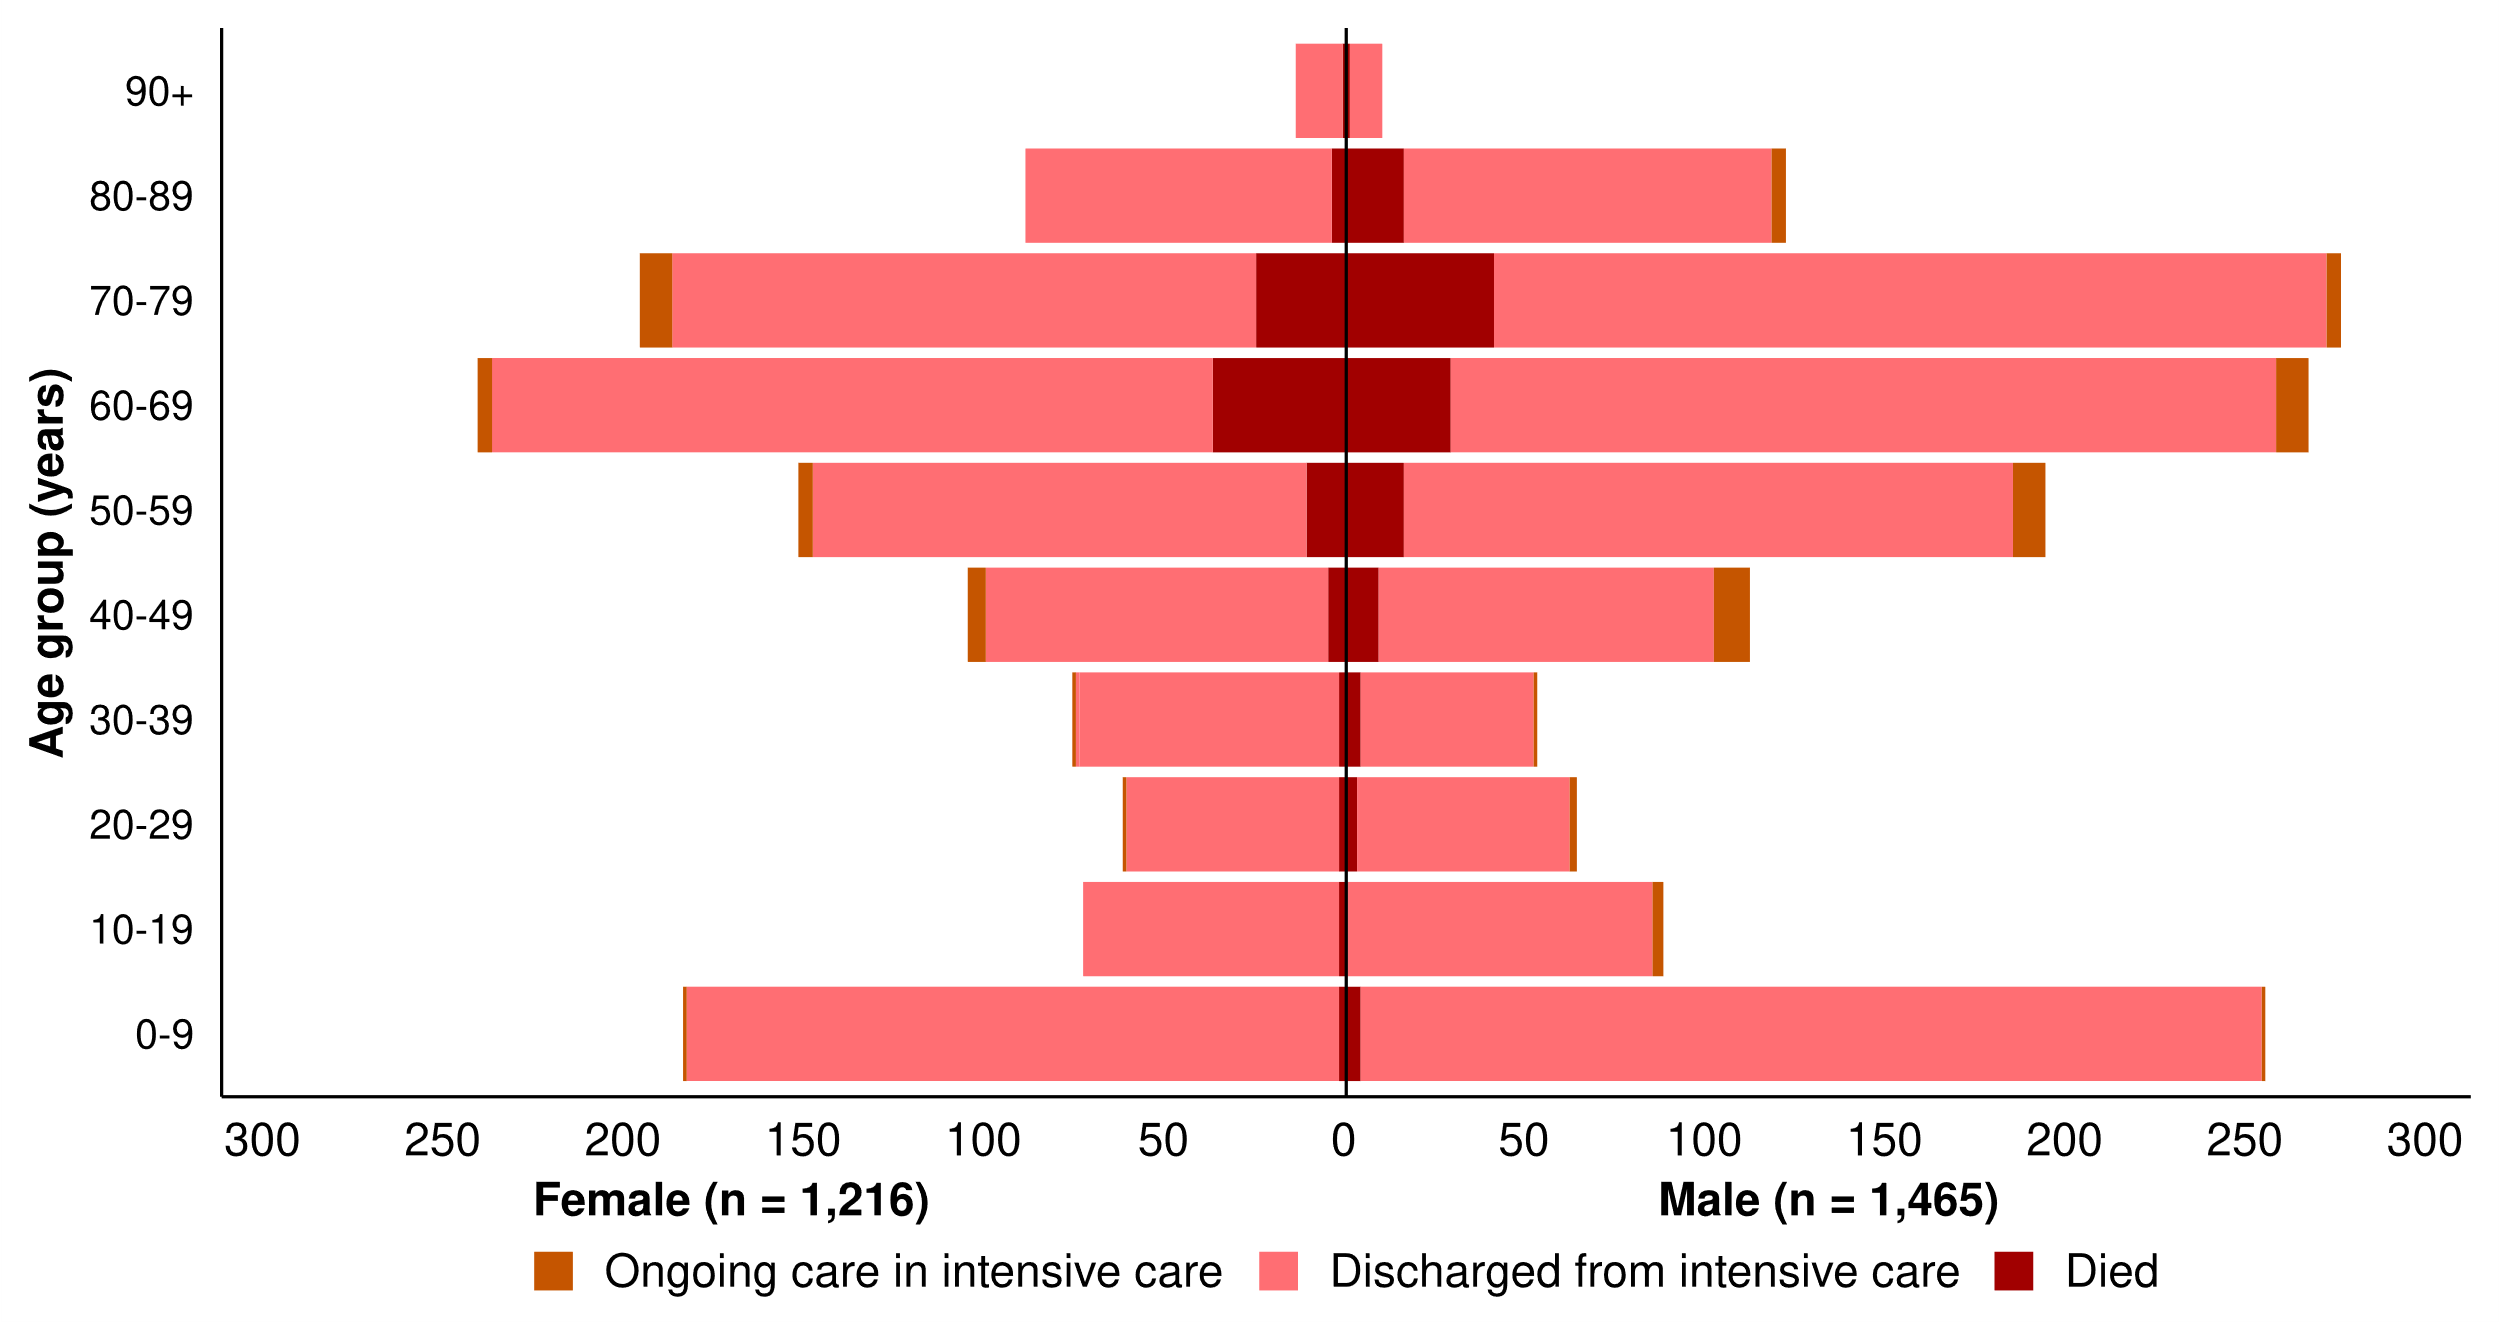 90+
80-89
70-79
60-69
50-59
40-49
30-39
20-29
10-19
0-9
Age group (years)
300 250 200 150 100 50 0 50 100 150 200 250 300
Female (n = 1,216) Male (n = 1,465)
Ongoing care in intensive care Discharged from intensive care Died